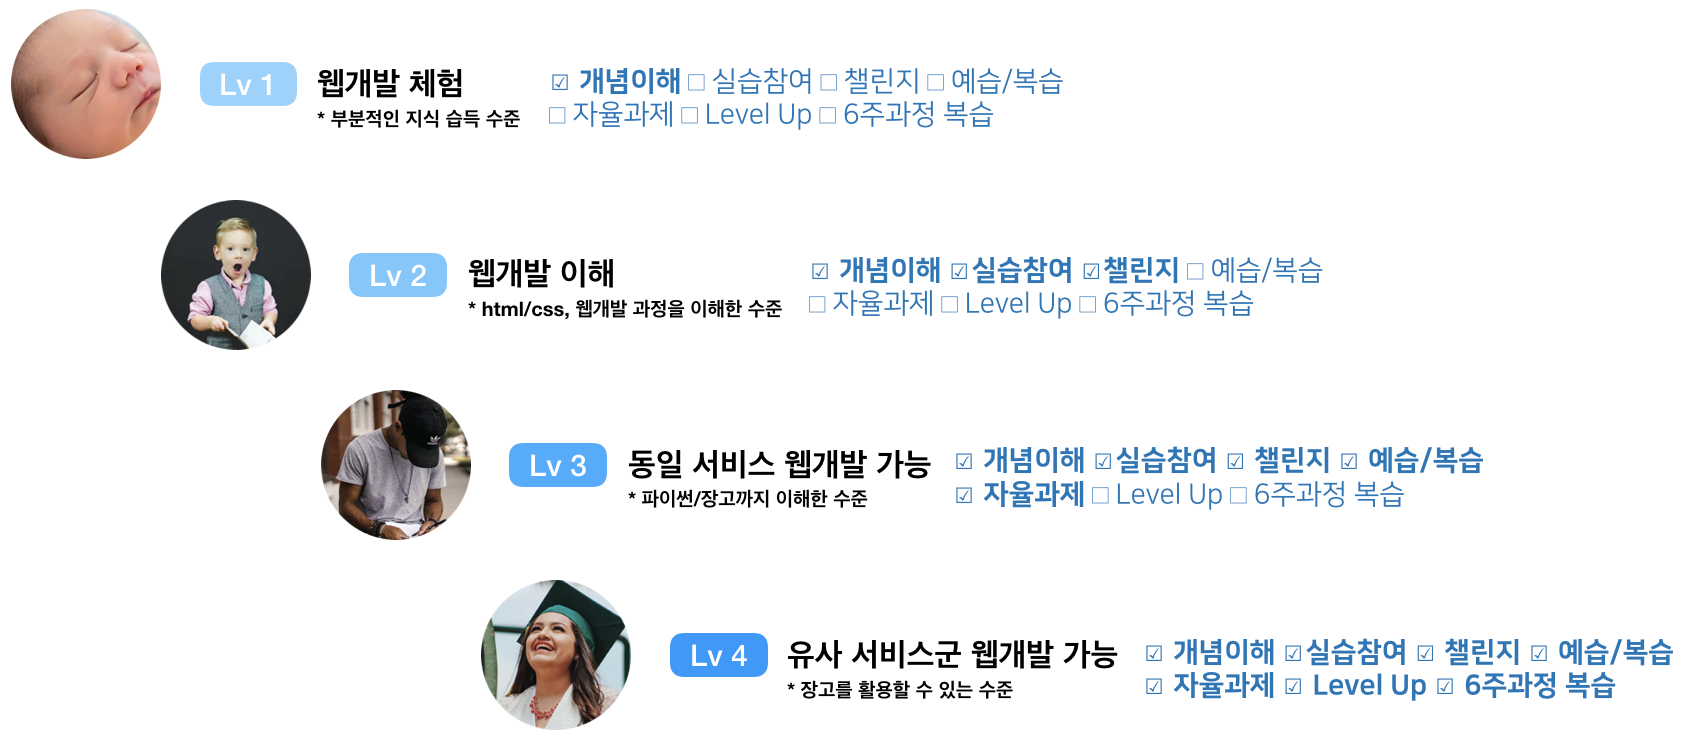 Lv 1
웹개발 체험
* 부분적인 지식 습득 수준
☑ 개념이해 □ 실습참여 □ 챌린지 □ 예습/복습
□ 자율과제 □ Level Up □ 6주과정 복습
Lv 2
웹개발 이해
* html/css, 웹개발 과정을 이해한 수준
☑ 개념이해 ☑실습참여 ☑챌린지 □ 예습/복습
□ 자율과제 □ Level Up □ 6주과정 복습
Lv 3
동일 서비스 웹개발 가능
* 파이썬/장고까지 이해한 수준
☑ 개념이해 ☑실습참여 ☑ 챌린지 ☑ 예습/복습
☑ 자율과제 □ Level Up □ 6주과정 복습
Lv 4
유사 서비스군 웹개발 가능
* 장고를 활용할 수 있는 수준
☑ 개념이해 ☑실습참여 ☑ 챌린지 ☑ 예습/복습
☑ 자율과제 ☑ Level Up ☑ 6주과정 복습